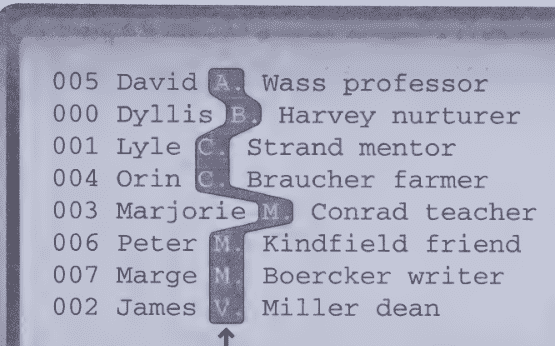 005 David A. Wass professor
000 Dyllis B. Harvey nurturer
001 Lyle C. Strand mentor
004 Orin C. Braucher farmer
003 Marjorie M. Conrad teacher
006 Peter M. Kindfield friend
007 Marge M. Boercker writer
002 James V. Miller dean